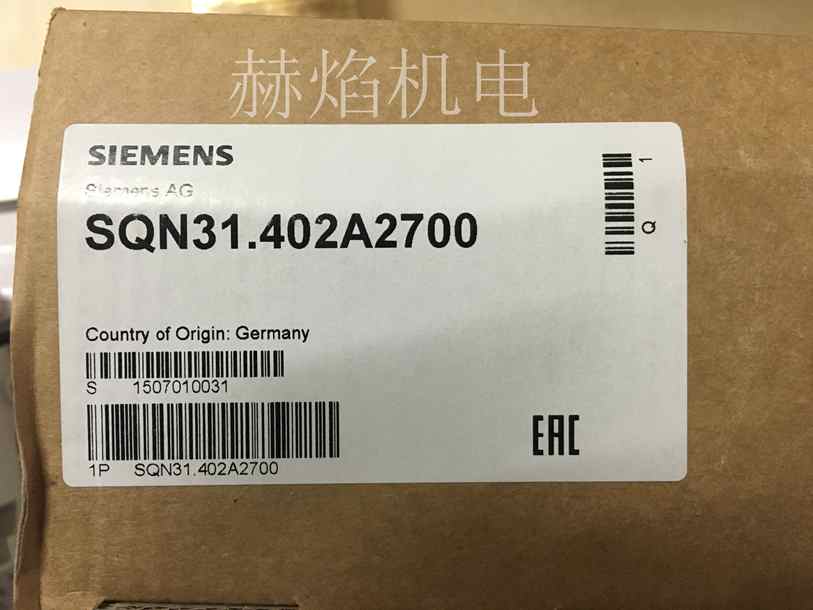 赫焰机电
SIEMENS
Siemens AG
SQN31.402A2700
1
Q
Country of Origin: Germany
S 1507010031
1P SQN31.402A2700
EAC